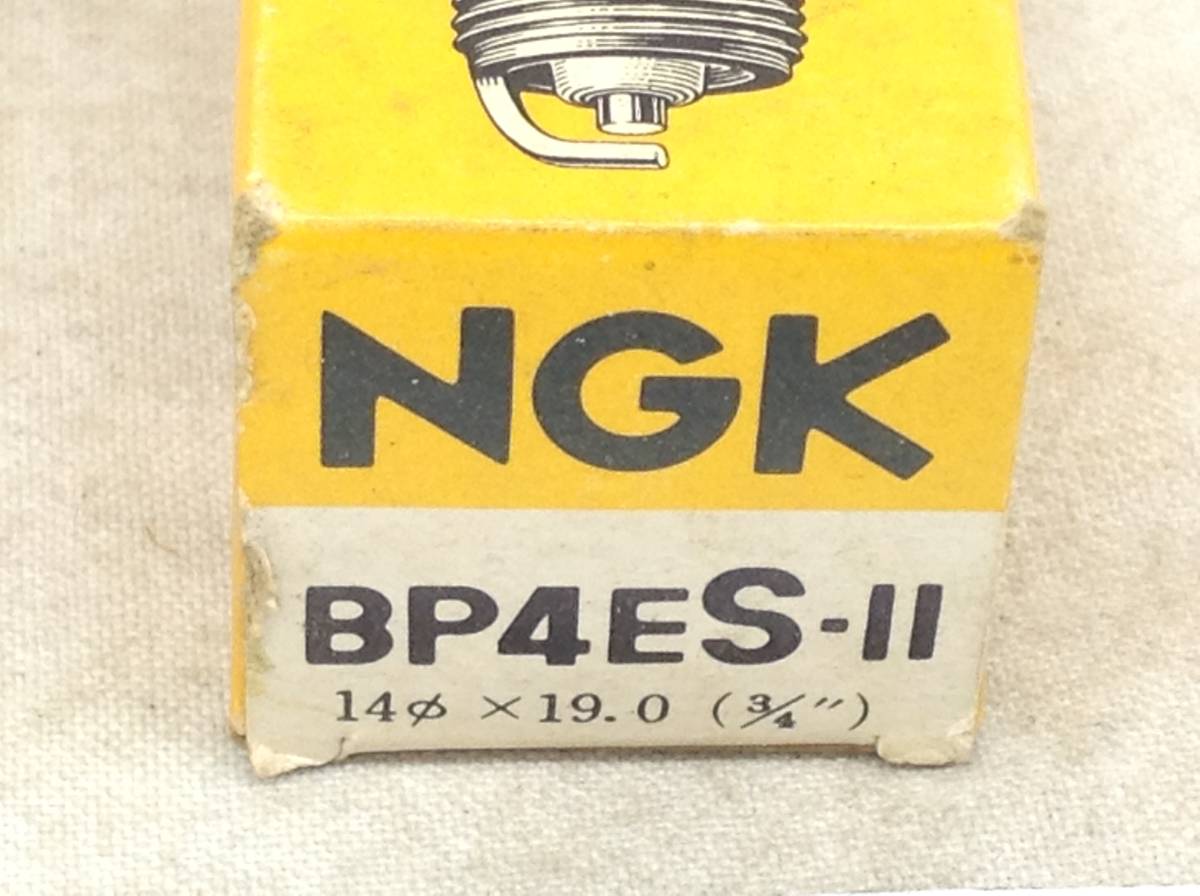 NGK
BP4ES-11
14ϕ × 19.0 (3/4″)